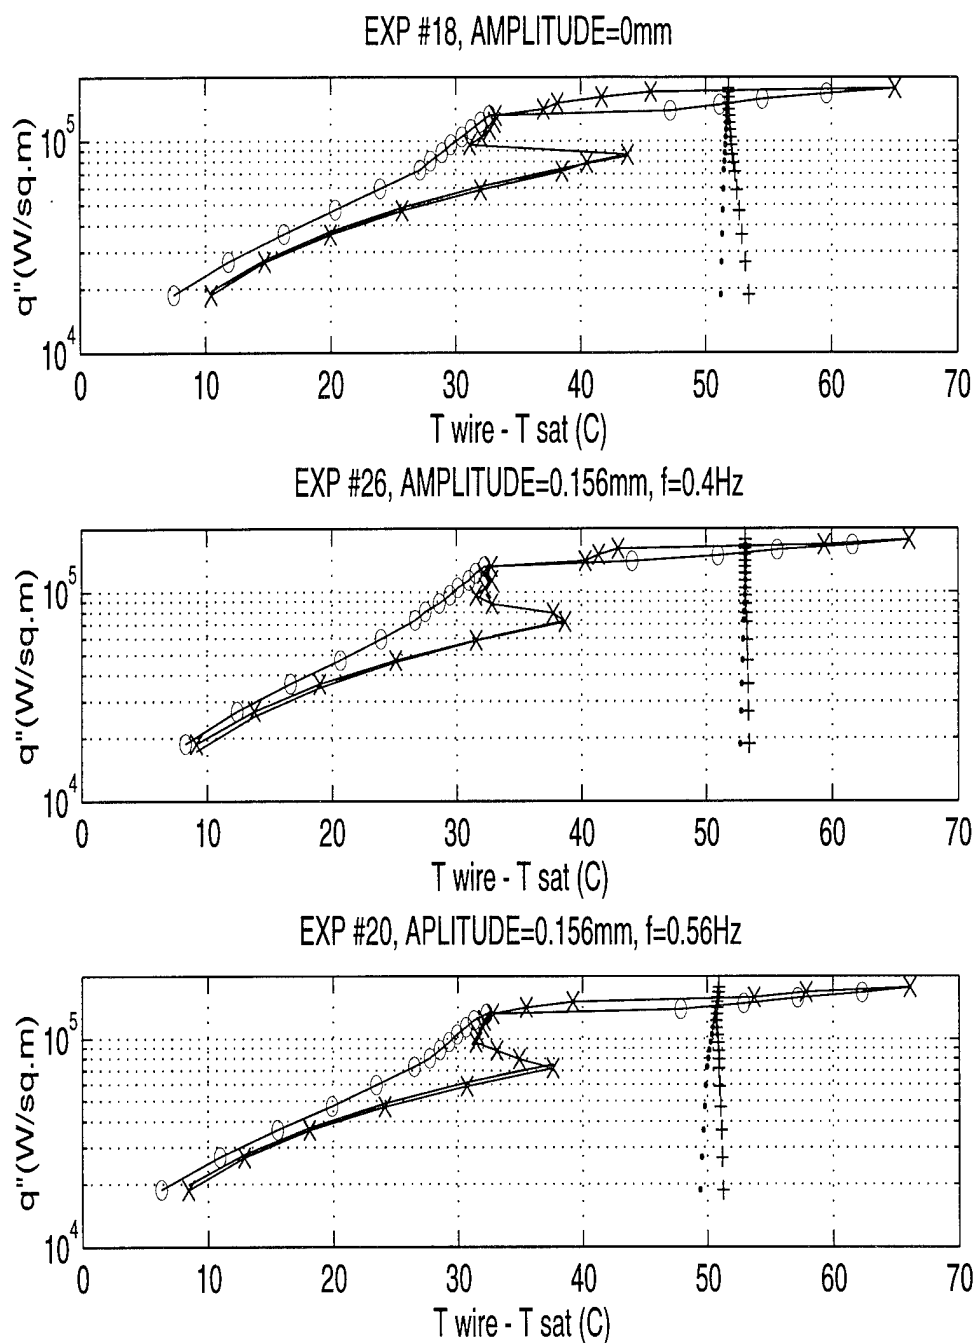 EXP #18, AMPLITUDE=0mm
q"(W/sq.m)
10^5
10^4
0 10 20 30 40 50 60 70
T wire - T sat (C)
EXP #26, AMPLITUDE=0.156mm, f=0.4Hz
q"(W/sq.m)
10^5
10^4
0 10 20 30 40 50 60 70
T wire - T sat (C)
EXP #20, APLITUDE=0.156mm, f=0.56Hz
q"(W/sq.m)
10^5
10^4
0 10 20 30 40 50 60 70
T wire - T sat (C)